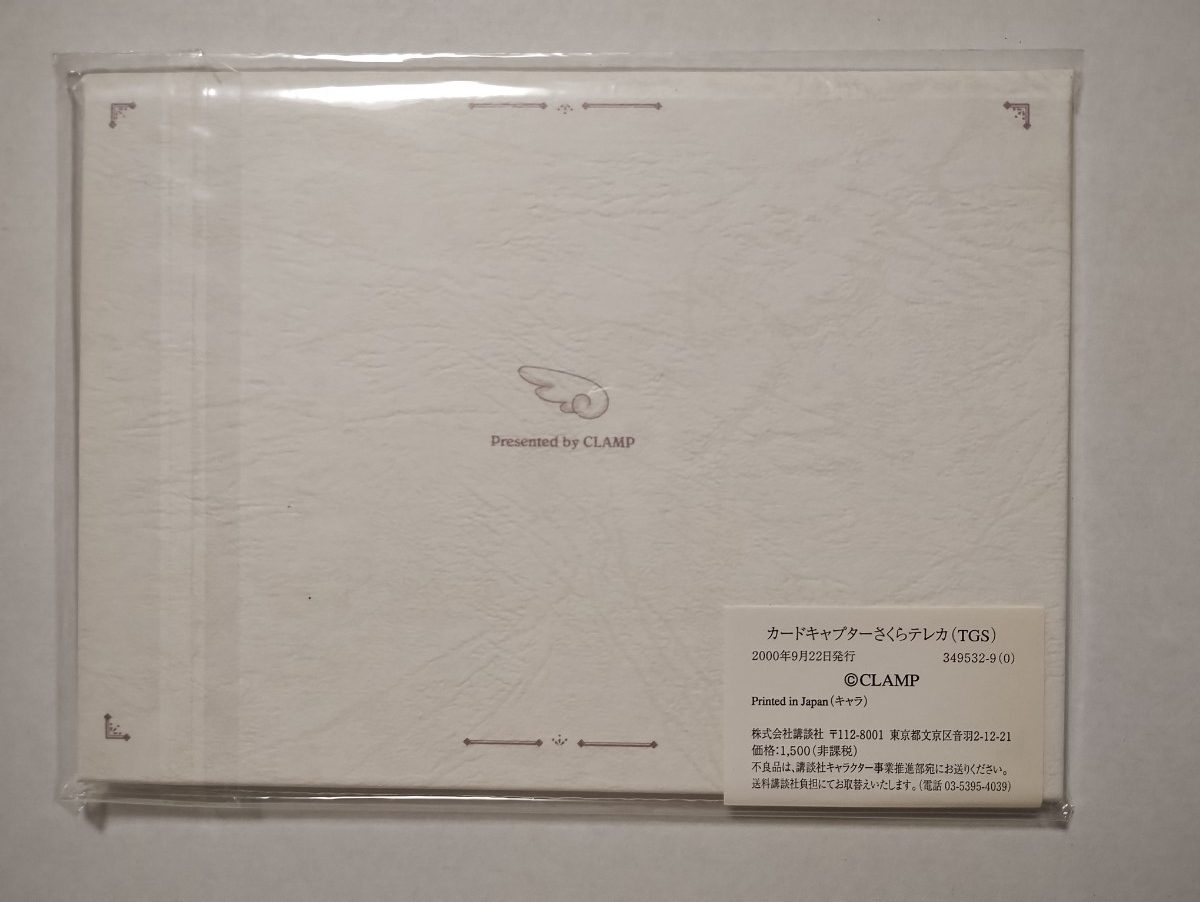 Presented by CLAMP
カードキャプターさくらテレカ(TGS)
2000年9月22日発行 349532-9(0)
©CLAMP
Printed in Japan(キャラ)
株式会社講談社 〒112-8001 東京都文京区音羽2-12-21
価格:1,500(非課税)
不良品は、講談社キャラクター事業推進部宛にお送りください。
送料講談社負担にてお取替えいたします。(電話 03-5395-4039)